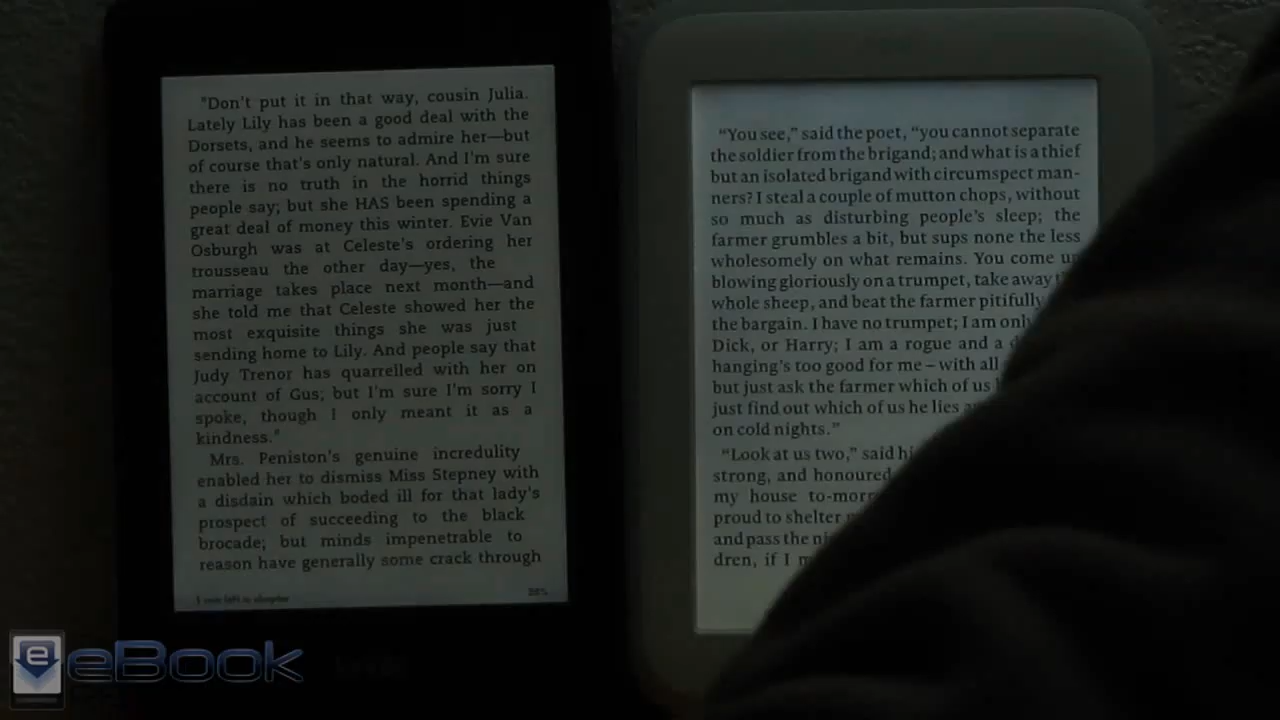 "Don't put it in that way, cousin Julia.
Lately Lily has been a good deal with the
Dorsets, and he seems to admire her—but
of course that's only natural. And I'm sure
there is no truth in the horrid things
people say; but she HAS been spending a
great deal of money this winter. Evie Van
Osburgh was at Celeste's ordering her
trousseau the other day—yes, the
marriage takes place next month—and
she told me that Celeste showed her the
most exquisite things she was just
sending home to Lily. And people say that
Judy Trenor has quarrelled with her on
account of Gus; but I'm sure I'm sorry I
spoke, though I only meant it as a
kindness."
Mrs. Peniston's genuine incredulity
enabled her to dismiss Miss Stepney with
a disdain which boded ill for that lady's
prospect of succeeding to the black
brocade; but minds impenetrable to
reason have generally some crack through
1 min left in chapter
“You see,” said the poet, “you cannot separate
the soldier from the brigand; and what is a thief
but an isolated brigand with circumspect man-
ners? I steal a couple of mutton chops, without
so much as disturbing people’s sleep; the
farmer grumbles a bit, but sups none the less
wholesomely on what remains. You come
blowing gloriously on a trumpet, take away
whole sheep, and beat the farmer pitifully
the bargain. I have no trumpet; I am only
Dick, or Harry; I am a rogue and a
hanging’s too good for me – with all
but just ask the farmer which of us
just find out which of us he lies
on cold nights.”
“Look at us two,” said
strong, and honoured
my house
proud to shelter
and pass the
dren, if I
eBook